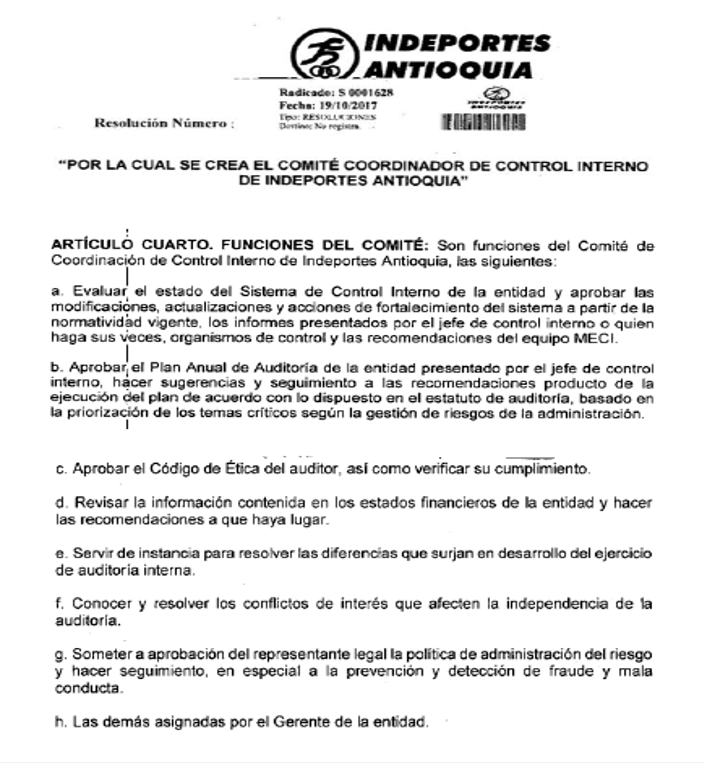 INDEPORTES
ANTIOQUIA
Radicado: S 0001628
Fecha: 19/10/2017
Tipo: RESOLUCIONES
Destino: No registra.
INDEPORTES
ANTIOQUIA
Resolución Número :
"POR LA CUAL SE CREA EL COMITÉ COORDINADOR DE CONTROL INTERNO
DE INDEPORTES ANTIOQUIA"
ARTÍCULO CUARTO. FUNCIONES DEL COMITÉ: Son funciones del Comité de
Coordinación de Control Interno de Indeportes Antioquia, las siguientes:
a. Evaluar el estado del Sistema de Control Interno de la entidad y aprobar las
modificaciones, actualizaciones y acciones de fortalecimiento del sistema a partir de la
normatividad vigente, los informes presentados por el jefe de control interno o quien
haga sus veces, organismos de control y las recomendaciones del equipo MECI.
b. Aprobar el Plan Anual de Auditoría de la entidad presentado por el jefe de control
interno, hacer sugerencias y seguimiento a las recomendaciones producto de la
ejecución del plan de acuerdo con lo dispuesto en el estatuto de auditoría, basado en
la priorización de los temas críticos según la gestión de riesgos de la administración.
c. Aprobar el Código de Ética del auditor, así como verificar su cumplimiento.
d. Revisar la información contenida en los estados financieros de la entidad y hacer
las recomendaciones a que haya lugar.
e. Servir de instancia para resolver las diferencias que surjan en desarrollo del ejercicio
de auditoría interna.
f. Conocer y resolver los conflictos de interés que afecten la independencia de la
auditoría.
g. Someter a aprobación del representante legal la política de administración del riesgo
y hacer seguimiento, en especial a la prevención y detección de fraude y mala
conducta.
h. Las demás asignadas por el Gerente de la entidad.